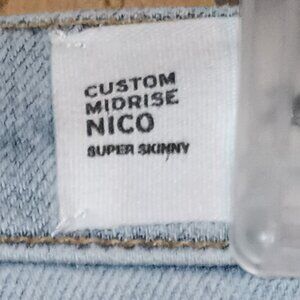 CUSTOM
MIDRISE
NICO
SUPER SKINNY